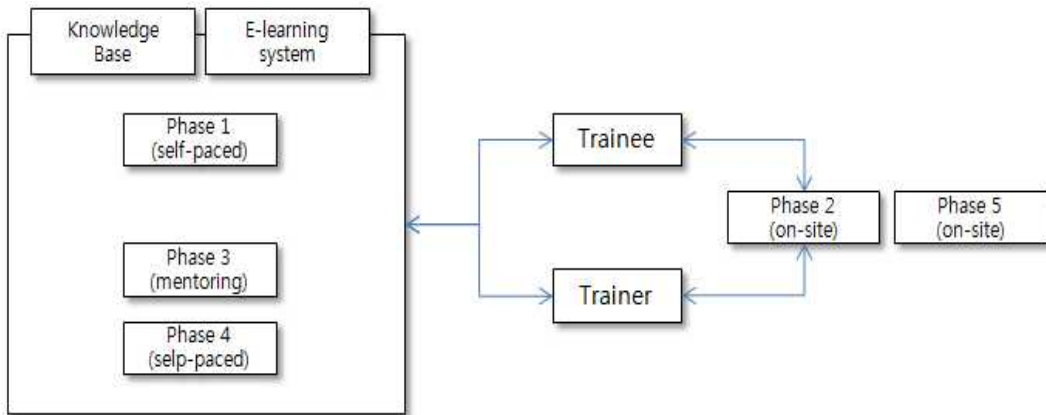 Knowledge
Base
E-learning
system
Phase 1
(self-paced)
Trainee
Phase 2
(on-site)
Phase 5
(on-site)
Phase 3
(mentoring)
Trainer
Phase 4
(selp-paced)